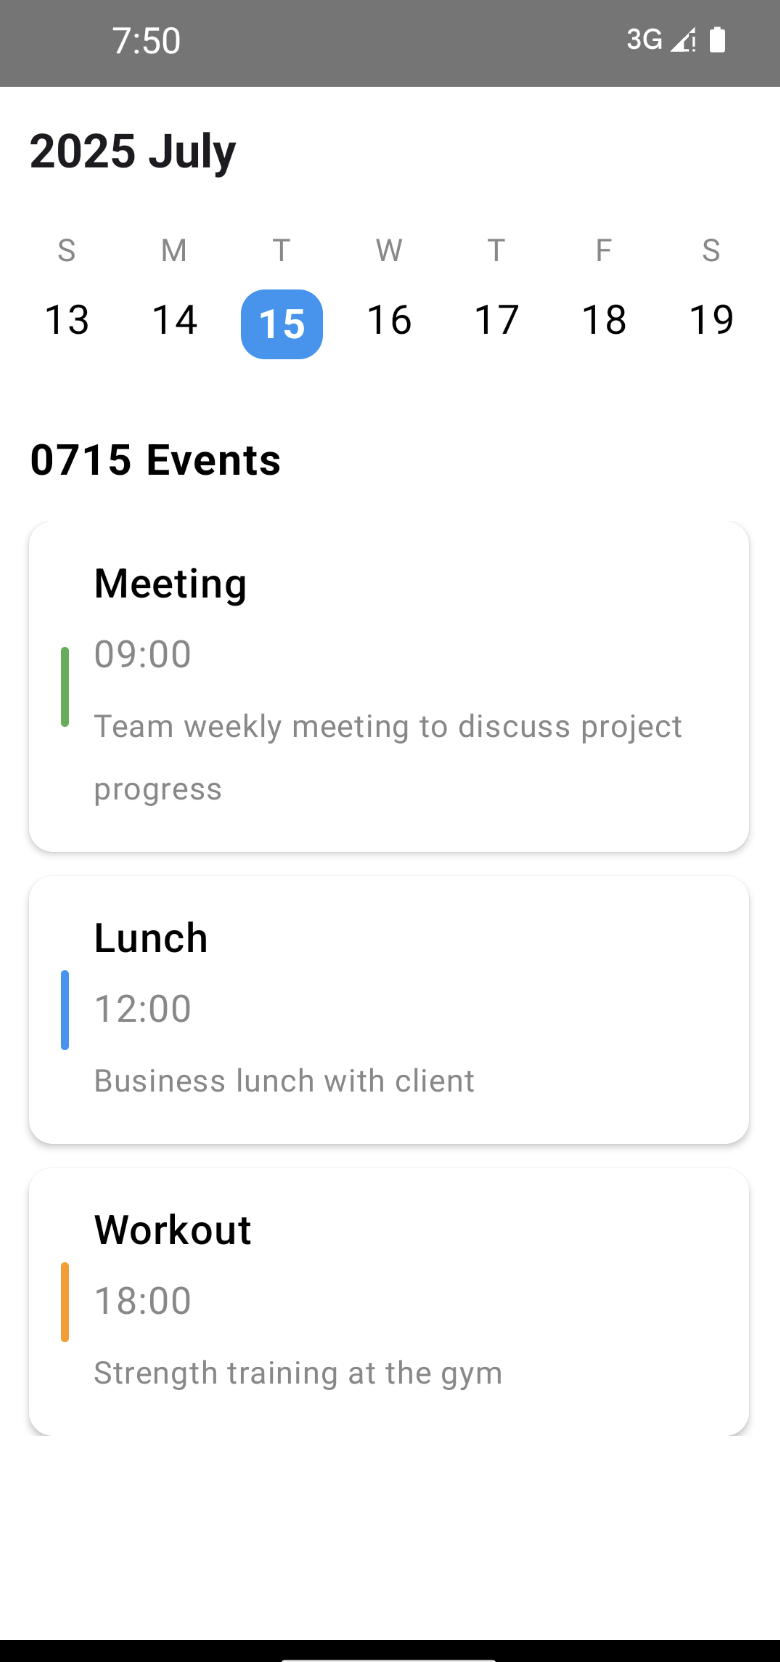 7:50 3G
2025 July
S M T W T F S
13 14 15 16 17 18 19
0715 Events
Meeting
09:00
Team weekly meeting to discuss project
progress
Lunch
12:00
Business lunch with client
Workout
18:00
Strength training at the gym